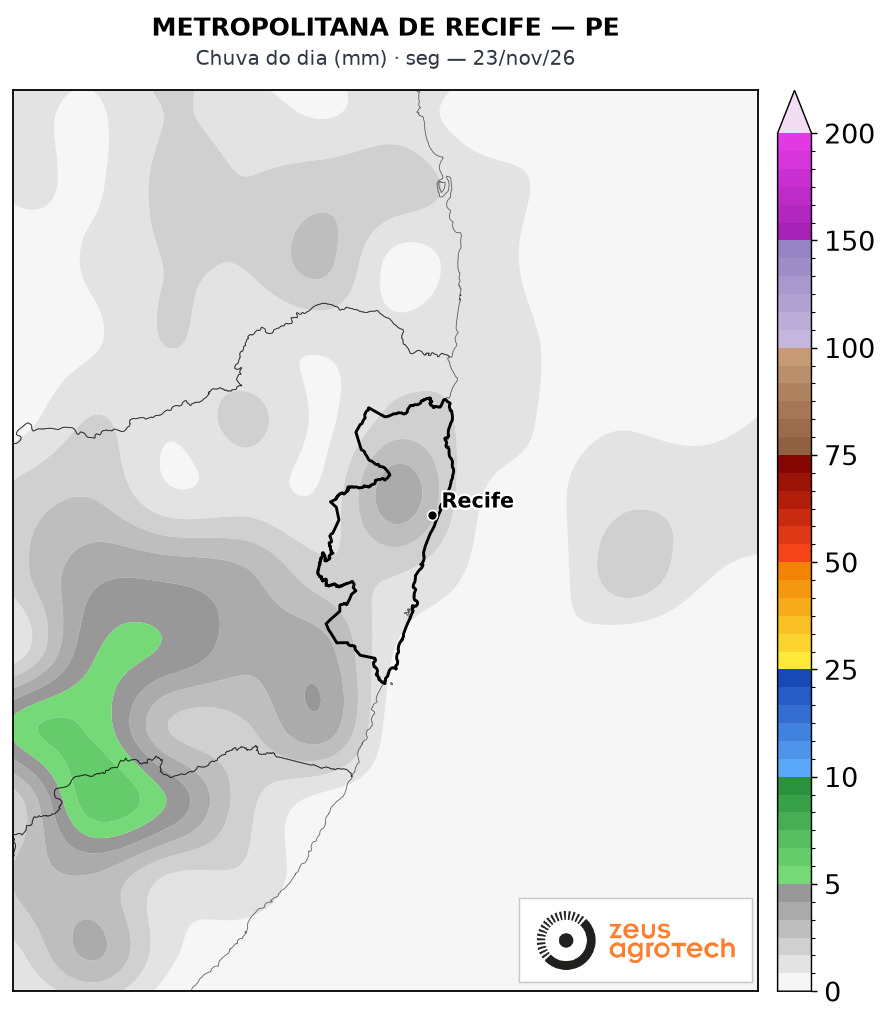 METROPOLITANA DE RECIFE — PE
Chuva do dia (mm) · seg — 23/nov/26
200
150
100
75
50
25
10
5
0
Recife
zeus
agrotech